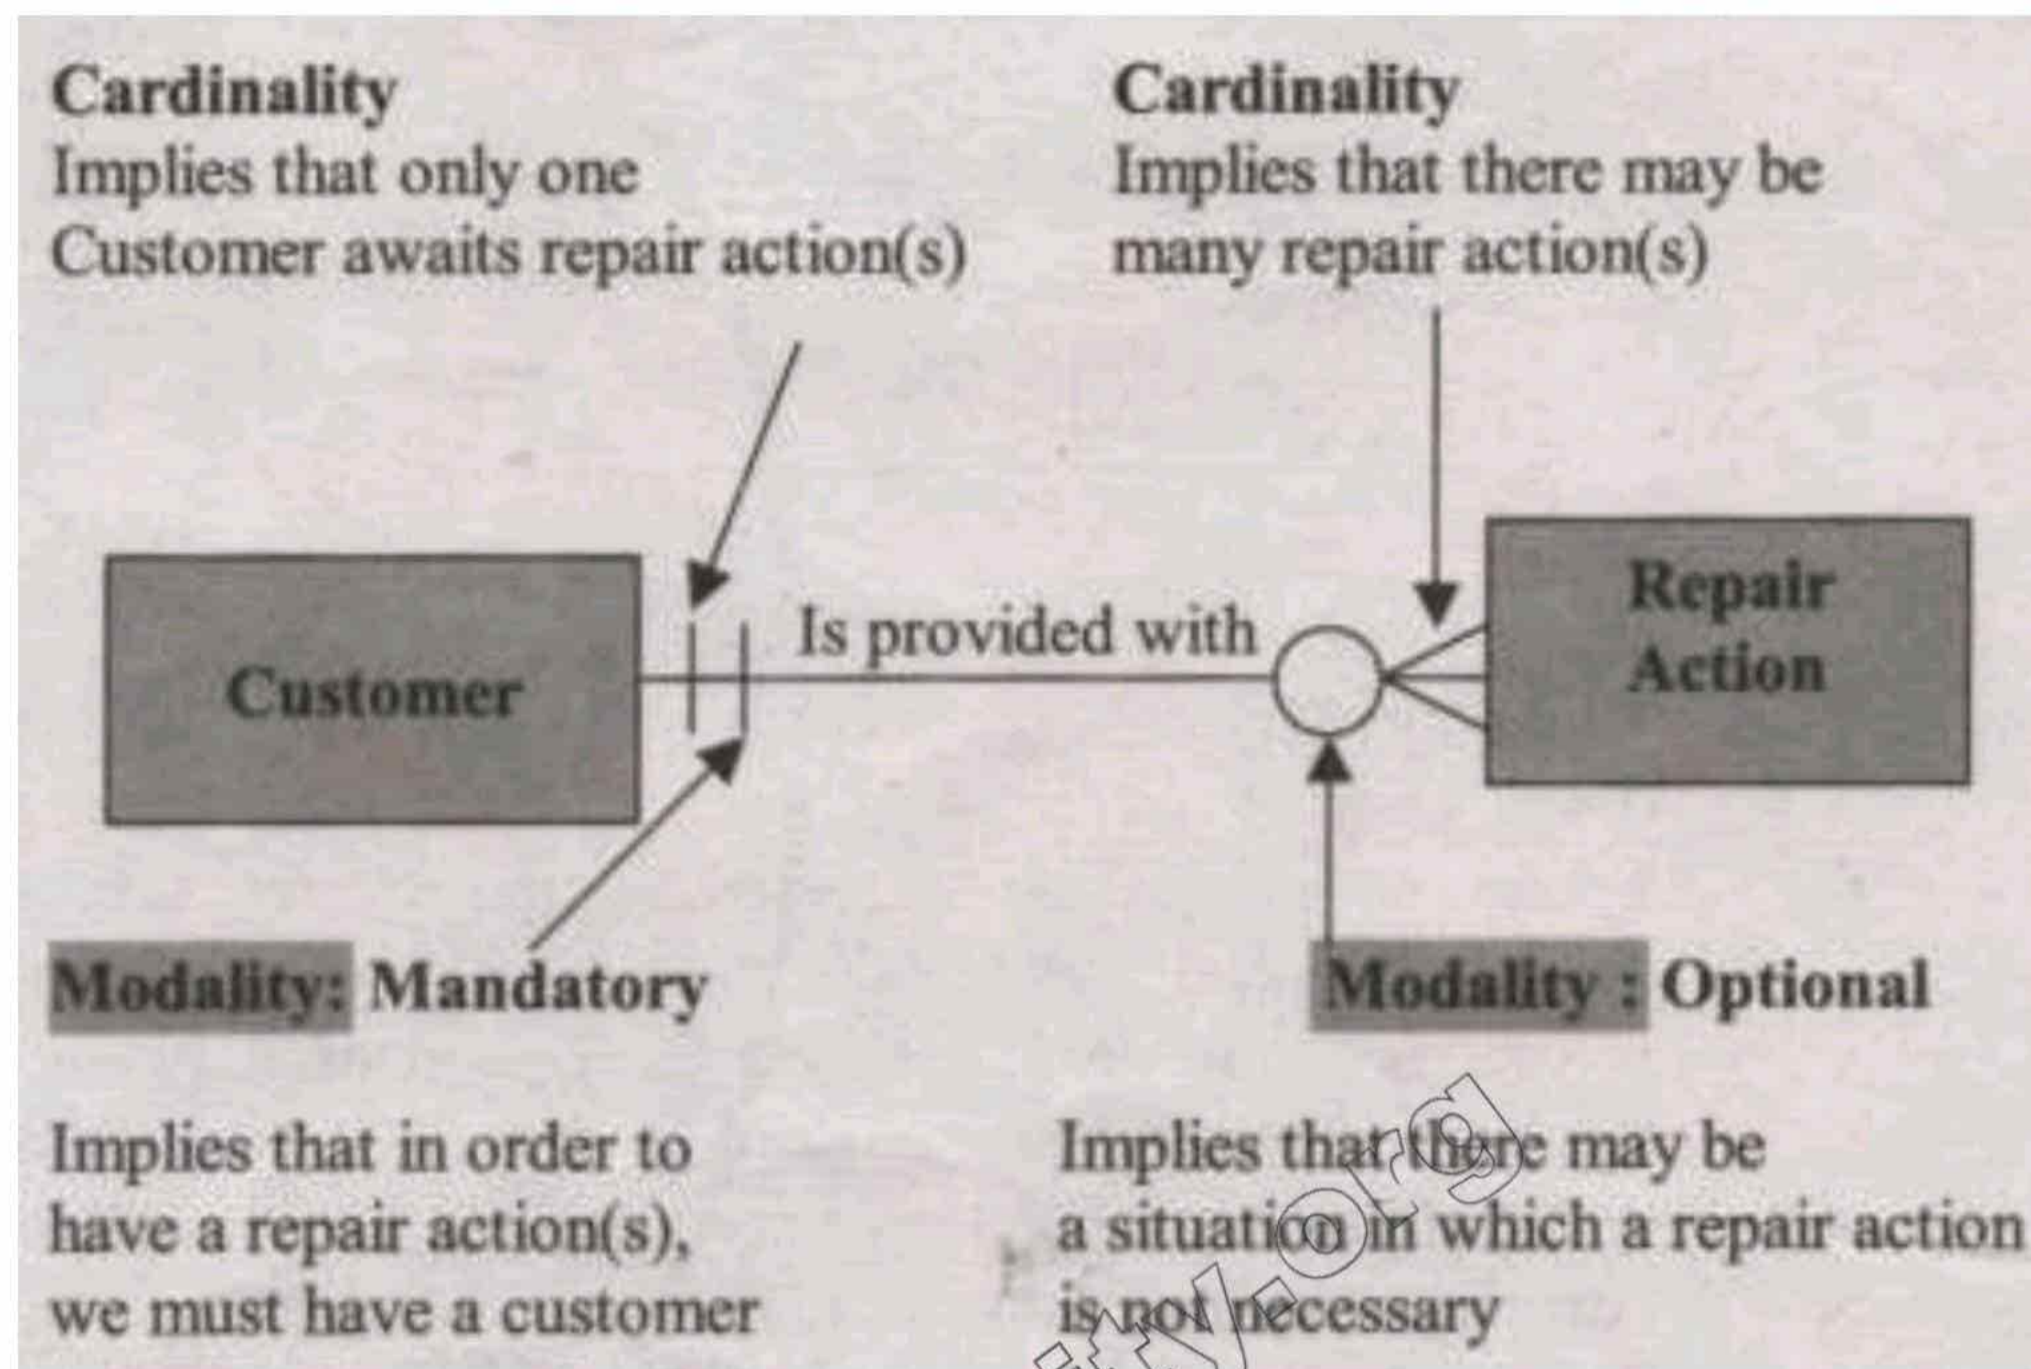 Cardinality
Implies that only one
Customer awaits repair action(s)
Cardinality
Implies that there may be
many repair action(s)
Customer
Is provided with
Repair
Action
Modality: Mandatory
Implies that in order to
have a repair action(s),
we must have a customer
Modality : Optional
Implies that there may be
a situation in which a repair action
is not necessary
ity.org